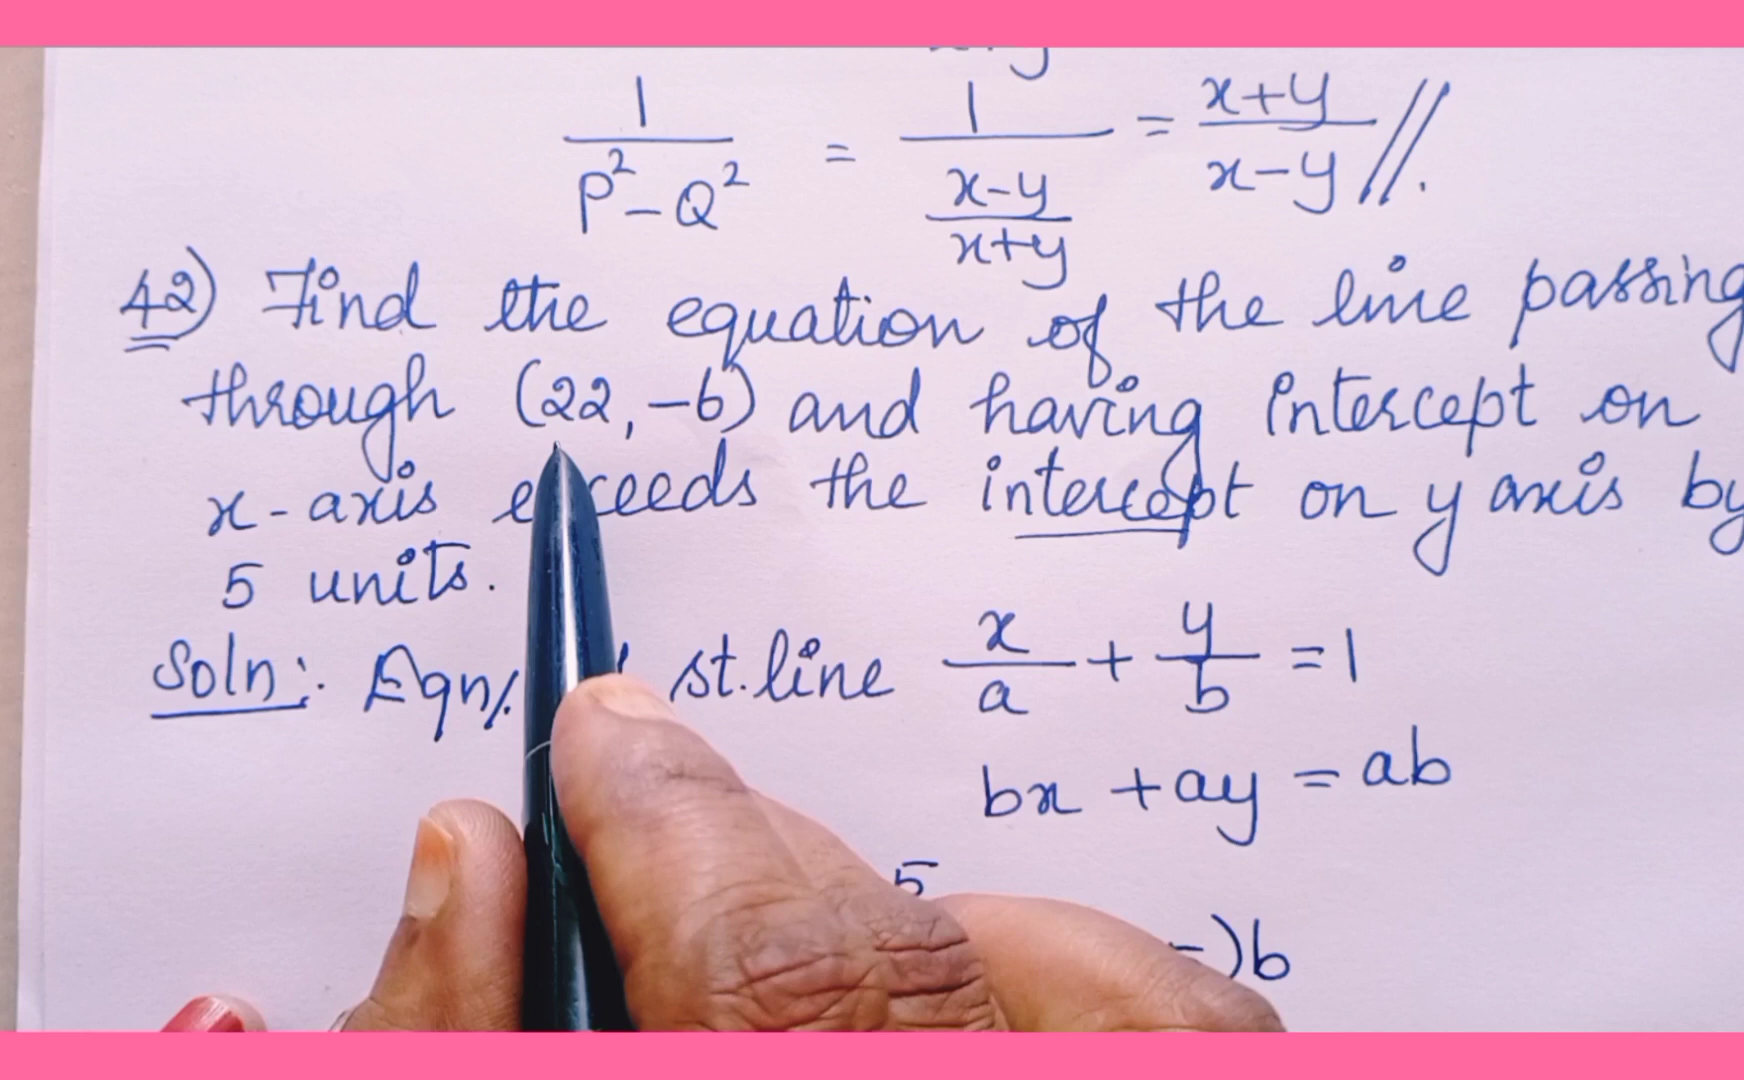 1/(P²-Q²) = 1/((x-y)/(x+y)) = (x+y)/(x-y) //.
42) Find the equation of the line passing
through (22, -6) and having intercept on
x-axis exceeds the intercept on y axis by
5 units.
Soln: Eqn/. st.line x/a + y/b = 1
bx + ay = ab
5
)b